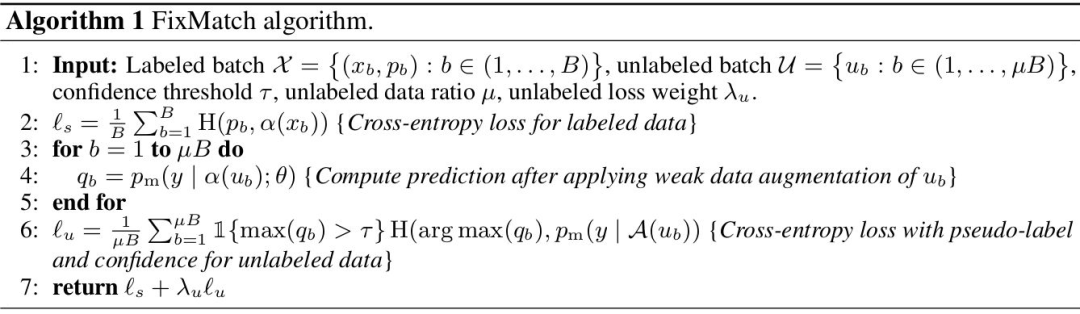 Algorithm 1 FixMatch algorithm.
1: Input: Labeled batch 𝒳 = {(x_b, p_b) : b ∈ (1, . . . , B)}, unlabeled batch 𝒰 = {u_b : b ∈ (1, . . . , μB)},
confidence threshold τ, unlabeled data ratio μ, unlabeled loss weight λ_u.
2: ℓ_s = 1/B ∑_{b=1}^{B} H(p_b, α(x_b)) {Cross-entropy loss for labeled data}
3: for b = 1 to μB do
4: q_b = p_m(y | α(u_b); θ) {Compute prediction after applying weak data augmentation of u_b}
5: end for
6: ℓ_u = 1/μB ∑_{b=1}^{μB} 𝟙{max(q_b) > τ} H(arg max(q_b), p_m(y | 𝒜(u_b)) {Cross-entropy loss with pseudo-label
and confidence for unlabeled data}
7: return ℓ_s + λ_uℓ_u